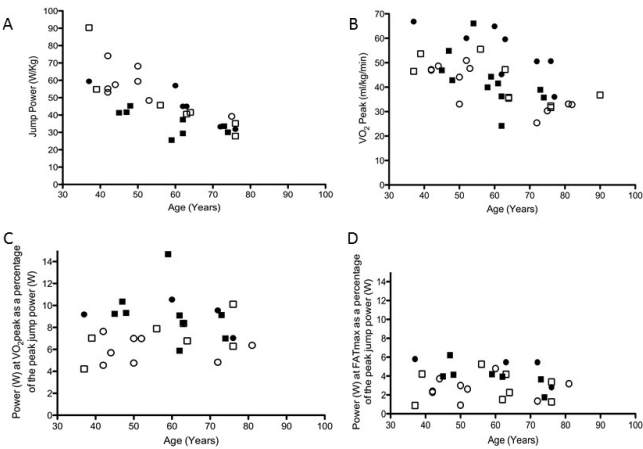 A
Jump Power (W/Kg)
100
90
80
70
60
50
40
30
20
10
0
30 40 50 60 70 80 90 100
Age (Years)
B
VO2 Peak (ml/kg/min)
70
60
50
40
30
20
10
0
30 40 50 60 70 80 90 100
Age (Years)
C
Power (W) at VO2peak as a percentage
of the peak jump power (W)
14
12
10
8
6
4
2
0
30 40 50 60 70 80 90 100
Age (Years)
D
Power (W) at FATmax as a percentage
of the peak jump power (W)
14
12
10
8
6
4
2
0
30 40 50 60 70 80 90 100
Age (Years)